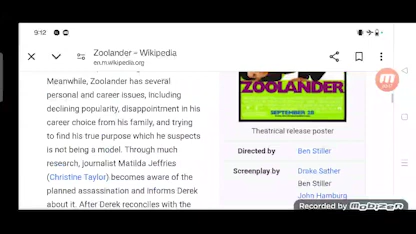 9:12
Zoolander - Wikipedia
en.m.wikipedia.org
Meanwhile, Zoolander has several
personal and career issues, including
declining popularity, disappointment in his
career choice from his family, and trying
to find his true purpose which he suspects
is not being a model. Through much
research, journalist Matilda Jeffries
(Christine Taylor) becomes aware of the
planned assassination and informs Derek
about it. After Derek reconciles with the
ZOOLANDER
SEPTEMBER 28
Theatrical release poster
Directed by Ben Stiller
Screenplay by Drake Sather
Ben Stiller
John Hamburg
Recorded by MOBIZEN